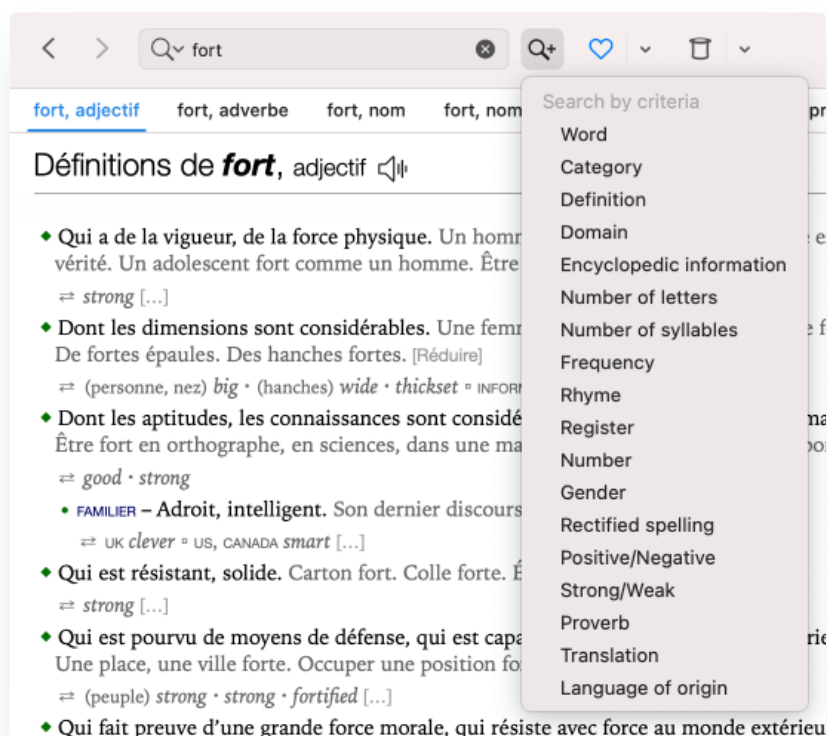 fort
fort, adjectif fort, adverbe fort, nom fort, nom pr
Définitions de fort, adjectif
Search by criteria
Word
Category
Definition
Domain
Encyclopedic information
Number of letters
Number of syllables
Frequency
Rhyme
Register
Number
Gender
Rectified spelling
Positive/Negative
Strong/Weak
Proverb
Translation
Language of origin
Qui a de la vigueur, de la force physique. Un homm
vérité. Un adolescent fort comme un homme. Être
⇄ strong [...]
Dont les dimensions sont considérables. Une femm
De fortes épaules. Des hanches fortes. [Réduire]
⇄ (personne, nez) big · (hanches) wide · thickset ▫ INFORM
Dont les aptitudes, les connaissances sont considé
Être fort en orthographe, en sciences, dans une ma
⇄ good · strong
• FAMILIER – Adroit, intelligent. Son dernier discours
⇄ UK clever ▫ US, CANADA smart [...]
Qui est résistant, solide. Carton fort. Colle forte. Ê
⇄ strong [...]
Qui est pourvu de moyens de défense, qui est capa
Une place, une ville forte. Occuper une position fo
⇄ (peuple) strong · strong · fortified [...]
Qui fait preuve d'une grande force morale, qui résiste avec force au monde extérieu